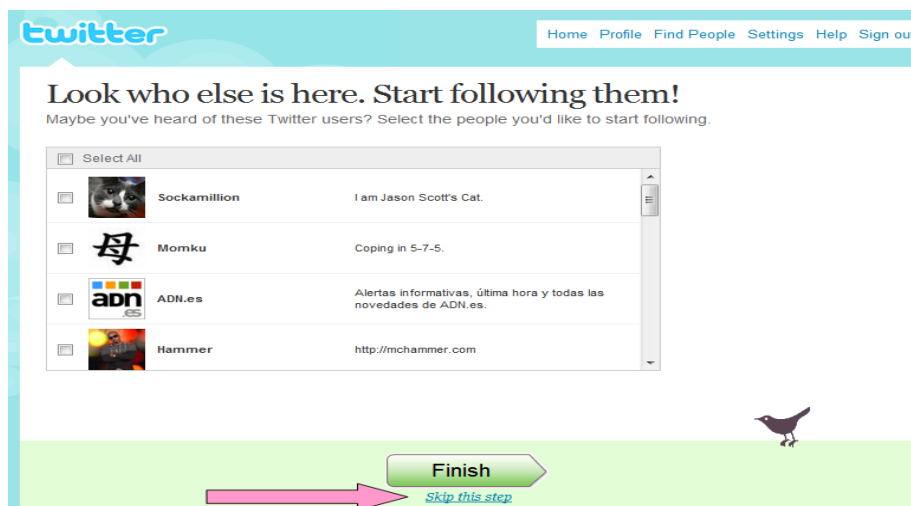 twitter
Home Profile Find People Settings Help Sign ou
Look who else is here. Start following them!
Maybe you've heard of these Twitter users? Select the people you'd like to start following.
Select All
Sockamillion I am Jason Scott's Cat.
母 Momku Coping in 5-7-5.
adn .es ADN.es Alertas informativas, última hora y todas las
novedades de ADN.es.
Hammer http://mchammer.com
Finish
Skip this step